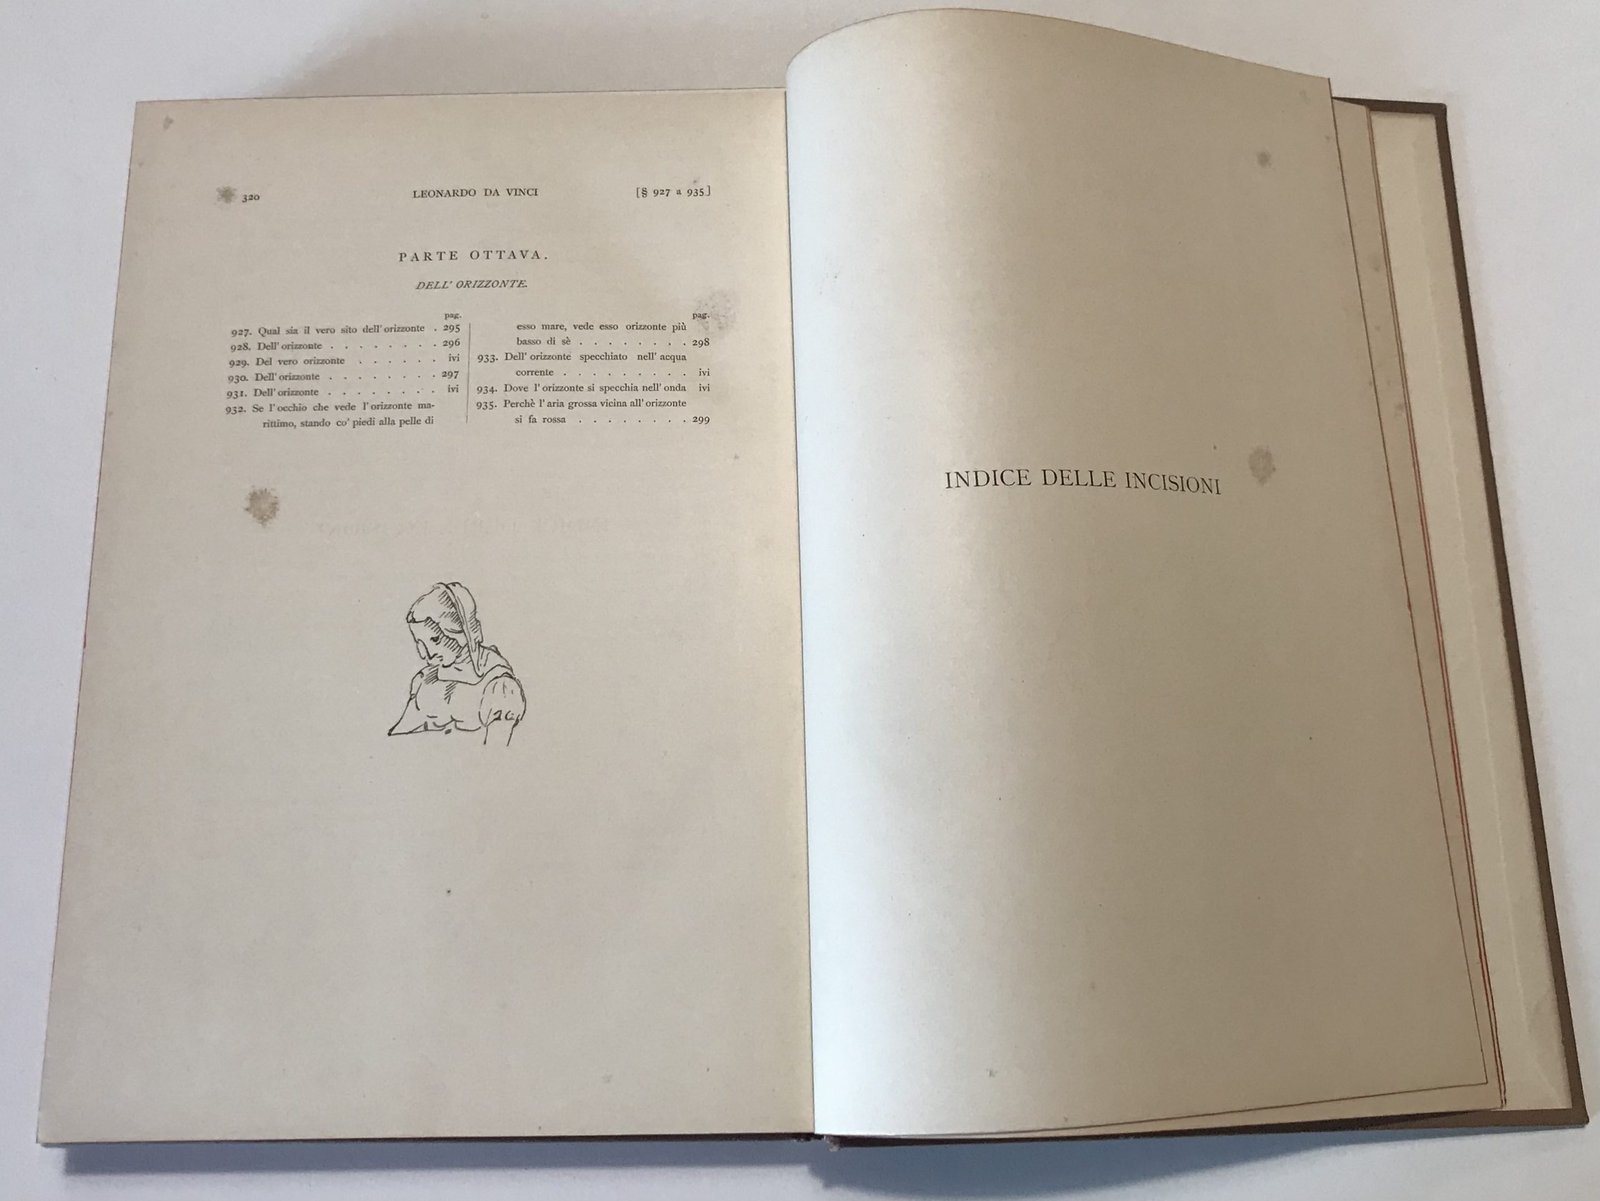 320 LEONARDO DA VINCI [§ 927 a 935]
PARTE OTTAVA.
DELL' ORIZZONTE.
pag.
927. Qual sia il vero sito dell'orizzonte . 295
928. Dell'orizzonte . . . . . . . . 296
929. Del vero orizzonte . . . . . . ivi
930. Dell'orizzonte . . . . . . . . 297
931. Dell'orizzonte . . . . . . . . ivi
932. Se l'occhio che vede l'orizzonte ma-
rittimo, stando co' piedi alla pelle di
pag.
esso mare, vede esso orizzonte più
basso di sè . . . . . . . . 298
933. Dell'orizzonte specchiato nell'acqua
corrente . . . . . . . . . ivi
934. Dove l'orizzonte si specchia nell'onda ivi
935. Perchè l'aria grossa vicina all'orizzonte
si fa rossa . . . . . . . . 299
INDICE DELLE INCISIONI